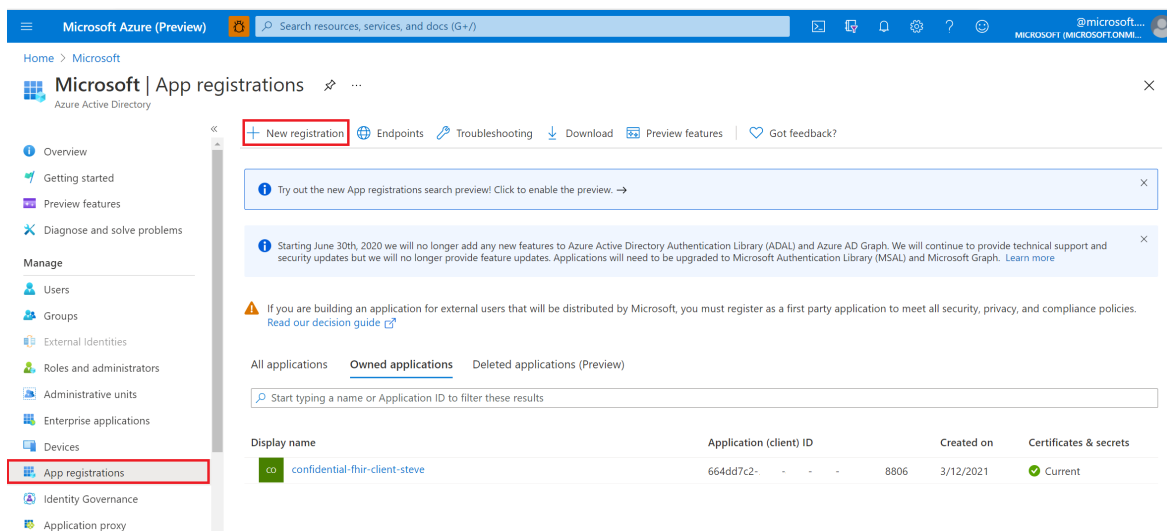 Microsoft Azure (Preview)
Search resources, services, and docs (G+/)
@microsoft....
MICROSOFT (MICROSOFT.ONMI...
Home > Microsoft
Microsoft | App registrations
Azure Active Directory
Overview
Getting started
Preview features
Diagnose and solve problems
Manage
Users
Groups
External Identities
Roles and administrators
Administrative units
Enterprise applications
Devices
App registrations
Identity Governance
Application proxy
New registration Endpoints Troubleshooting Download Preview features Got feedback?
Try out the new App registrations search preview! Click to enable the preview. →
Starting June 30th, 2020 we will no longer add any new features to Azure Active Directory Authentication Library (ADAL) and Azure AD Graph. We will continue to provide technical support and
security updates but we will no longer provide feature updates. Applications will need to be upgraded to Microsoft Authentication Library (MSAL) and Microsoft Graph. Learn more
If you are building an application for external users that will be distributed by Microsoft, you must register as a first party application to meet all security, privacy, and compliance policies.
Read our decision guide
All applications Owned applications Deleted applications (Preview)
Start typing a name or Application ID to filter these results
Display name Application (client) ID Created on Certificates & secrets
CO confidential-fhir-client-steve 664dd7c2- - - - 8806 3/12/2021 Current